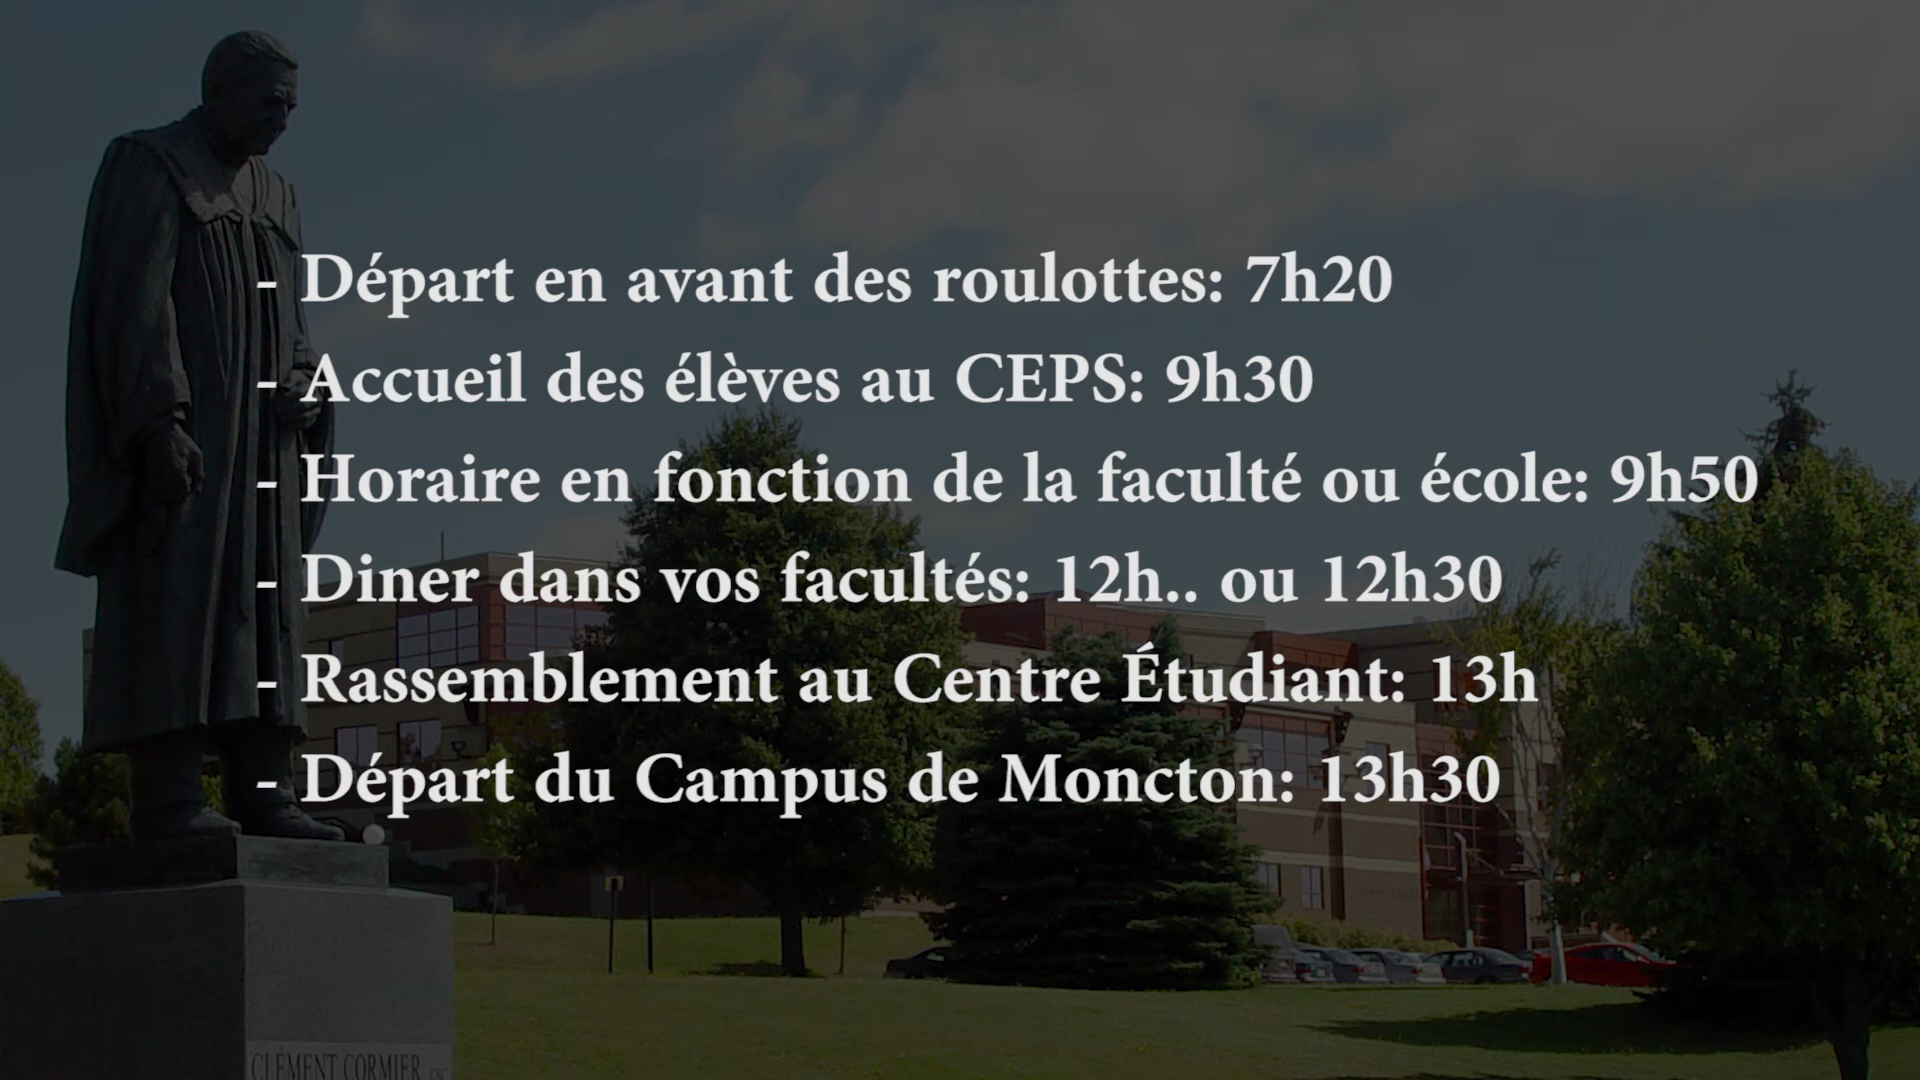 - Départ en avant des roulottes: 7h20
- Accueil des élèves au CEPS: 9h30
- Horaire en fonction de la faculté ou école: 9h50
- Diner dans vos facultés: 12h.. ou 12h30
- Rassemblement au Centre Étudiant: 13h
- Départ du Campus de Moncton: 13h30
CLÉMENT CORMIER